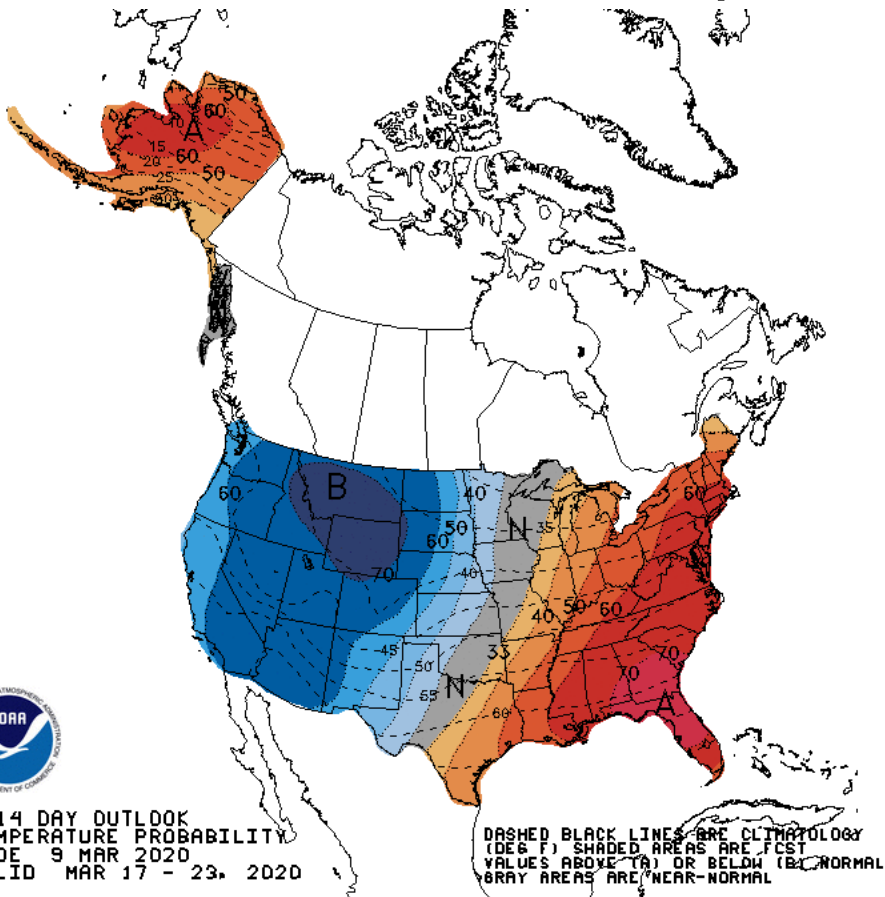 50
60
A
10
15
60
20
50
25
N
60
B
40
60
50
N
35
60
70
40
40
50
60
45
33
50
70
70
55
N
60
A
14 DAY OUTLOOK
MPERATURE PROBABILITY
DE 9 MAR 2020
LID MAR 17 - 23, 2020
DASHED BLACK LINES ARE CLIMATOLOGY
(DEG F) SHADED AREAS ARE FCST
VALUES ABOVE (A) OR BELOW (B) NORMAL
GRAY AREAS ARE NEAR-NORMAL